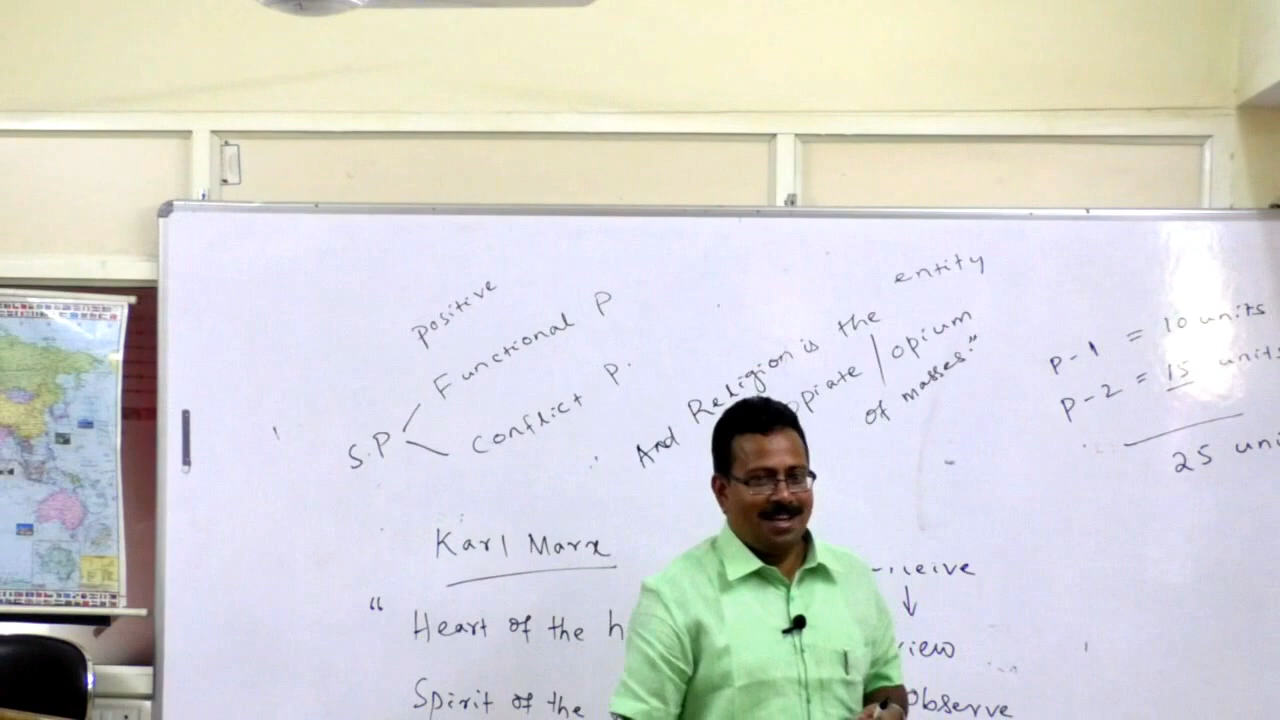 positive
Functional P
S.P
Conflict P.
entity
And Religion is the
opiate / opium
of masses."
P-1 = 10 units
P-2 = 15 units
25
Karl Marx
"
Heart of the
Spirit of the
view
observe